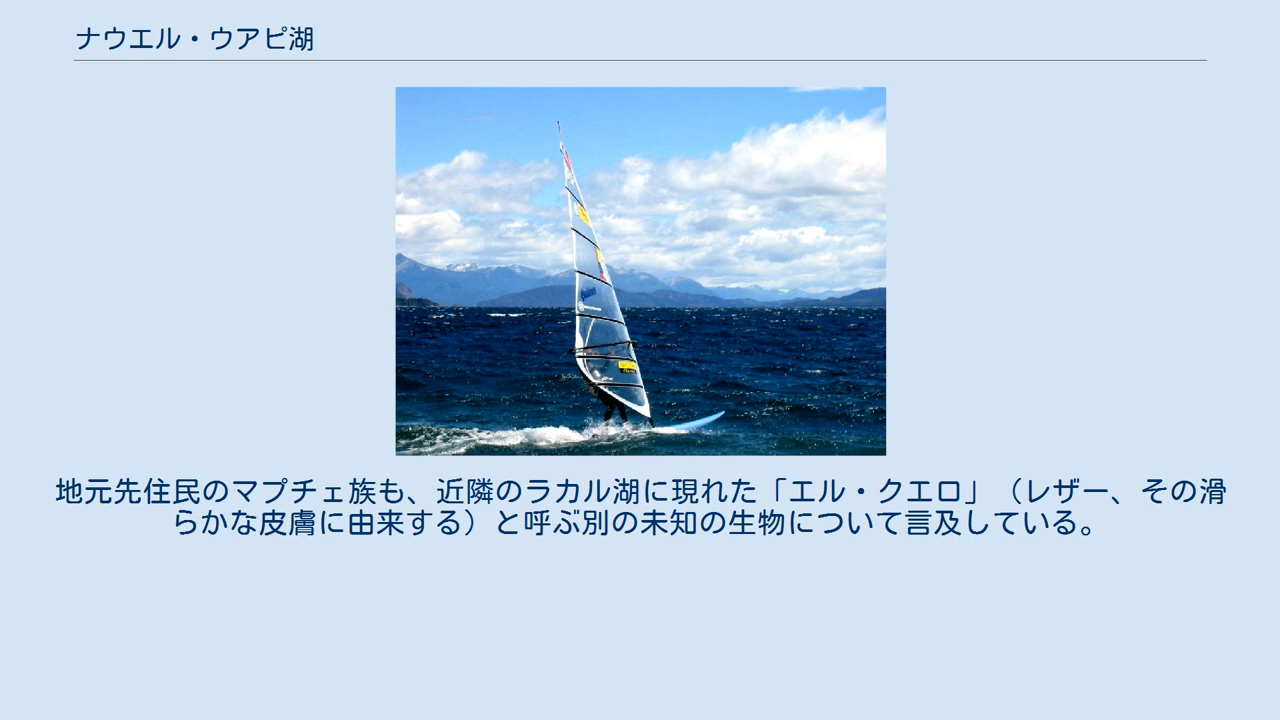 ナウエル・ウアピ湖
地元先住民のマプチェ族も、近隣のラカル湖に現れた「エル・クエロ」（レザー、その滑
らかな皮膚に由来する）と呼ぶ別の未知の生物について言及している。